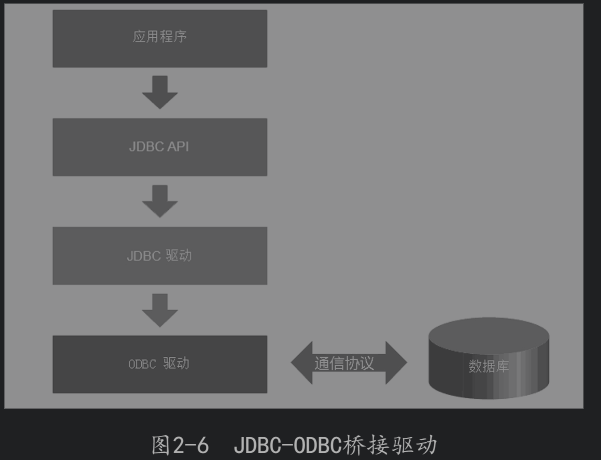 应用程序
JDBC API
JDBC 驱动
ODBC 驱动
通信协议
数据库
图2-6 JDBC-ODBC桥接驱动